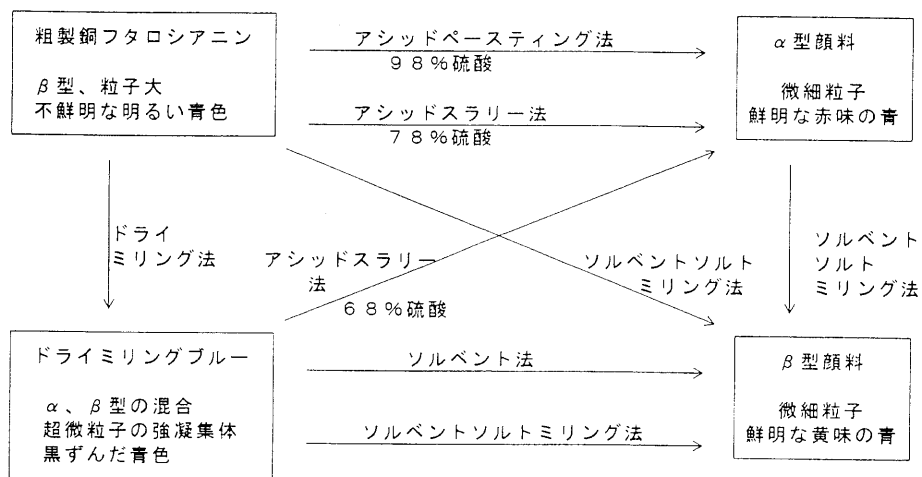 粗製銅フタロシアニン
β型、粒子大
不鮮明な明るい青色
アシッドペースティング法
98%硫酸
アシッドスラリー法
78%硫酸
α型顔料
微細粒子
鮮明な赤味の青
ドライ
ミリング法
アシッドスラリー
法
68%硫酸
ソルベントソルト
ミリング法
ソルベント
ソルト
ミリング法
ドライミリングブルー
α、β型の混合
超微粒子の強凝集体
黒ずんだ青色
ソルベント法
ソルベントソルトミリング法
β型顔料
微細粒子
鮮明な黄味の青